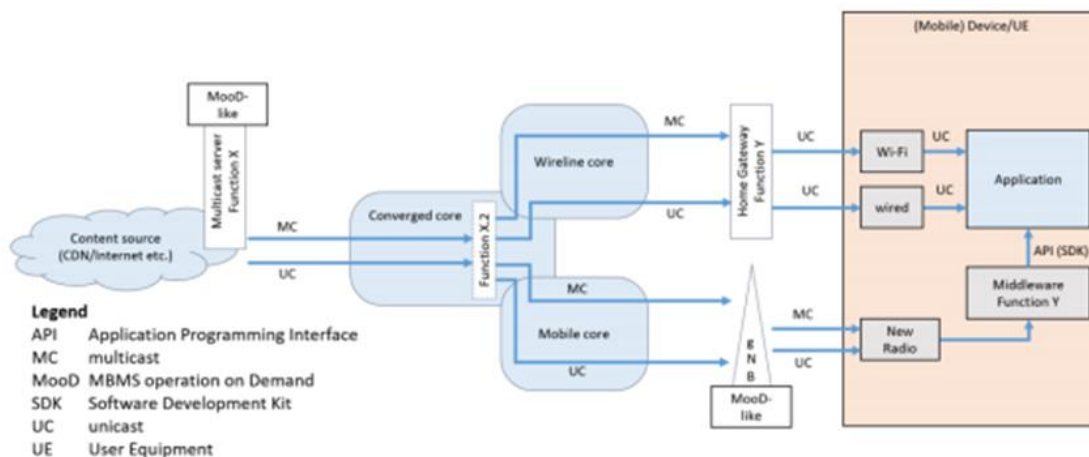 (Mobile) Device/UE
MooD-
like
Multicast server
Function X
Content source
(CDN/Internet etc.)
MC
UC
Converged core
Function X.2
Wireline core
MC
UC
Mobile core
MC
UC
Home Gateway
Function Y
UC
UC
Wi-Fi
wired
UC
UC
Application
API (SDK)
Middleware
Function Y
gNB
MooD-
like
MC
UC
New
Radio
Legend
API Application Programming Interface
MC multicast
MooD MBMS operation on Demand
SDK Software Development Kit
UC unicast
UE User Equipment